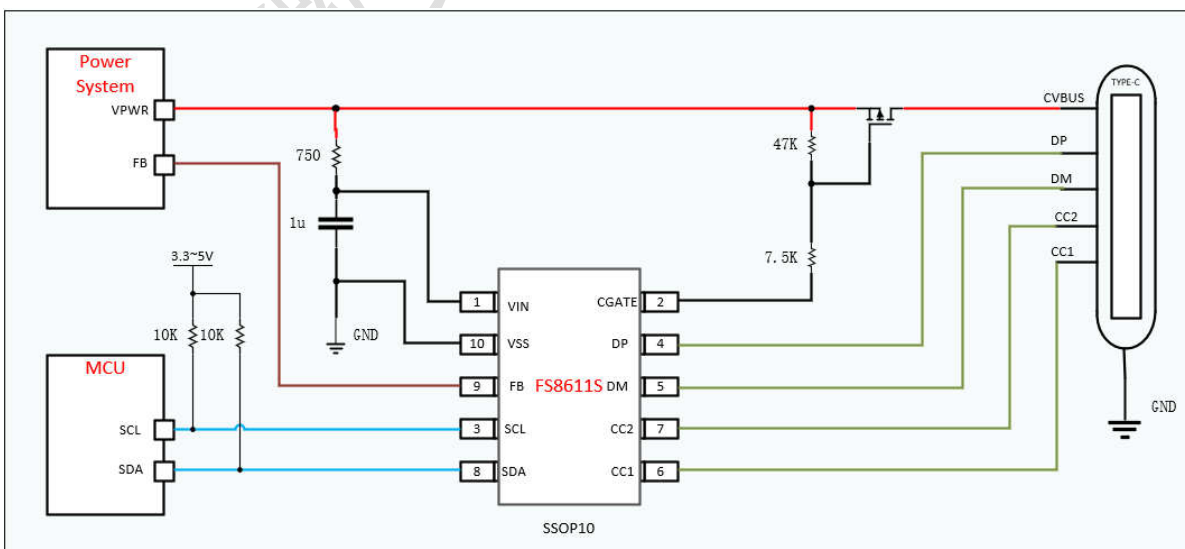 Power
System
VPWR
FB
750
1u
GND
47K
7.5K
TYPE-C
CVBUS
DP
DM
CC2
CC1
GND
3.3~5V
10K 10K
MCU
SCL
SDA
1 VIN CGATE 2
10 VSS DP 4
9 FB FS8611S DM 5
3 SCL CC2 7
8 SDA CC1 6
SSOP10